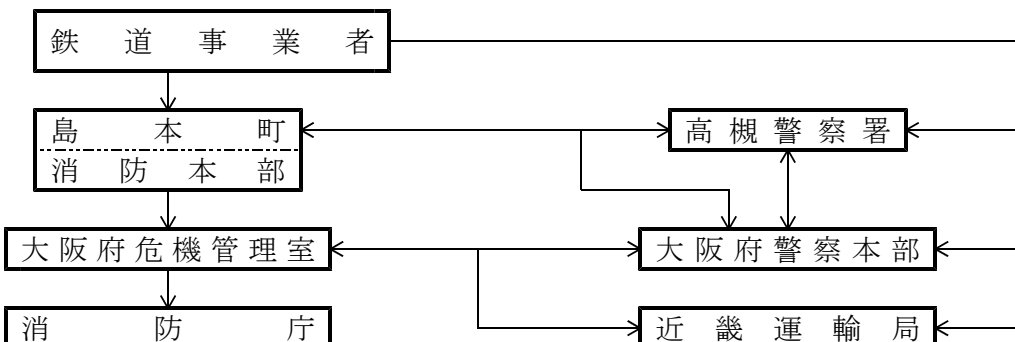 鉄道事業者
島本町
高槻警察署
消防本部
大阪府危機管理室
大阪府警察本部
消防庁
近畿運輸局